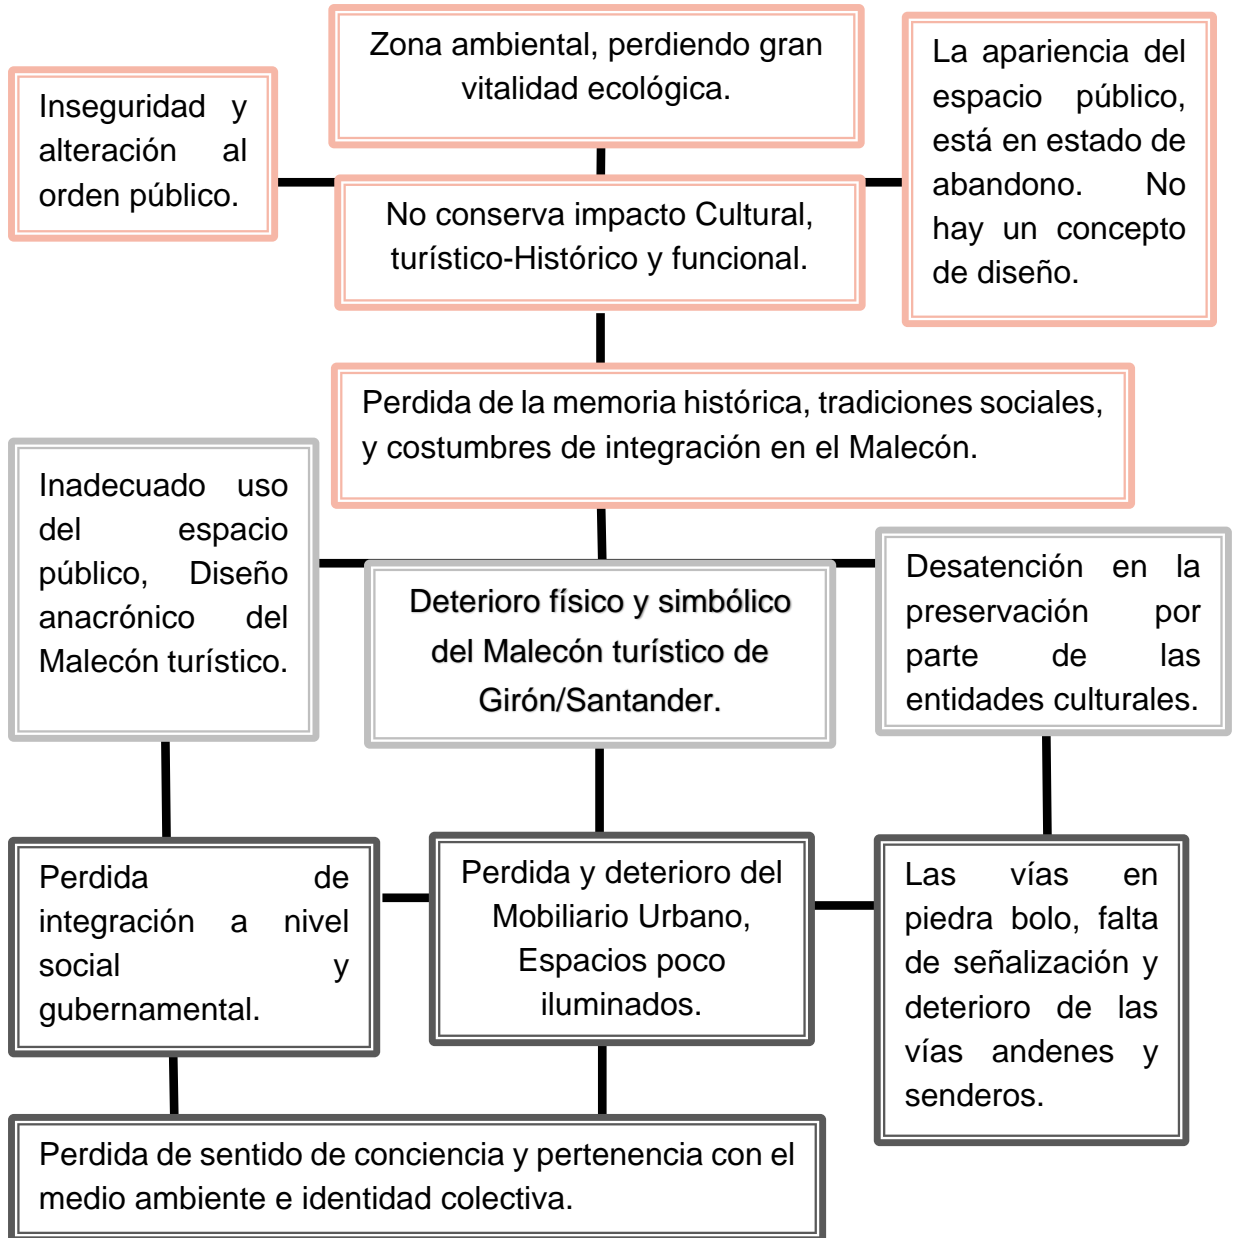 Zona ambiental, perdiendo gran
vitalidad ecológica.
Inseguridad y
alteración al
orden público.
La apariencia del
espacio público,
está en estado de
abandono. No
hay un concepto
de diseño.
No conserva impacto Cultural,
turístico-Histórico y funcional.
Perdida de la memoria histórica, tradiciones sociales,
y costumbres de integración en el Malecón.
Inadecuado uso
del espacio
público, Diseño
anacrónico del
Malecón turístico.
Deterioro físico y simbólico
del Malecón turístico de
Girón/Santander.
Desatención en la
preservación por
parte de las
entidades culturales.
Perdida de
integración a nivel
social y
gubernamental.
Perdida y deterioro del
Mobiliario Urbano,
Espacios poco
iluminados.
Las vías en
piedra bolo, falta
de señalización y
deterioro de las
vías andenes y
senderos.
Perdida de sentido de conciencia y pertenencia con el
medio ambiente e identidad colectiva.